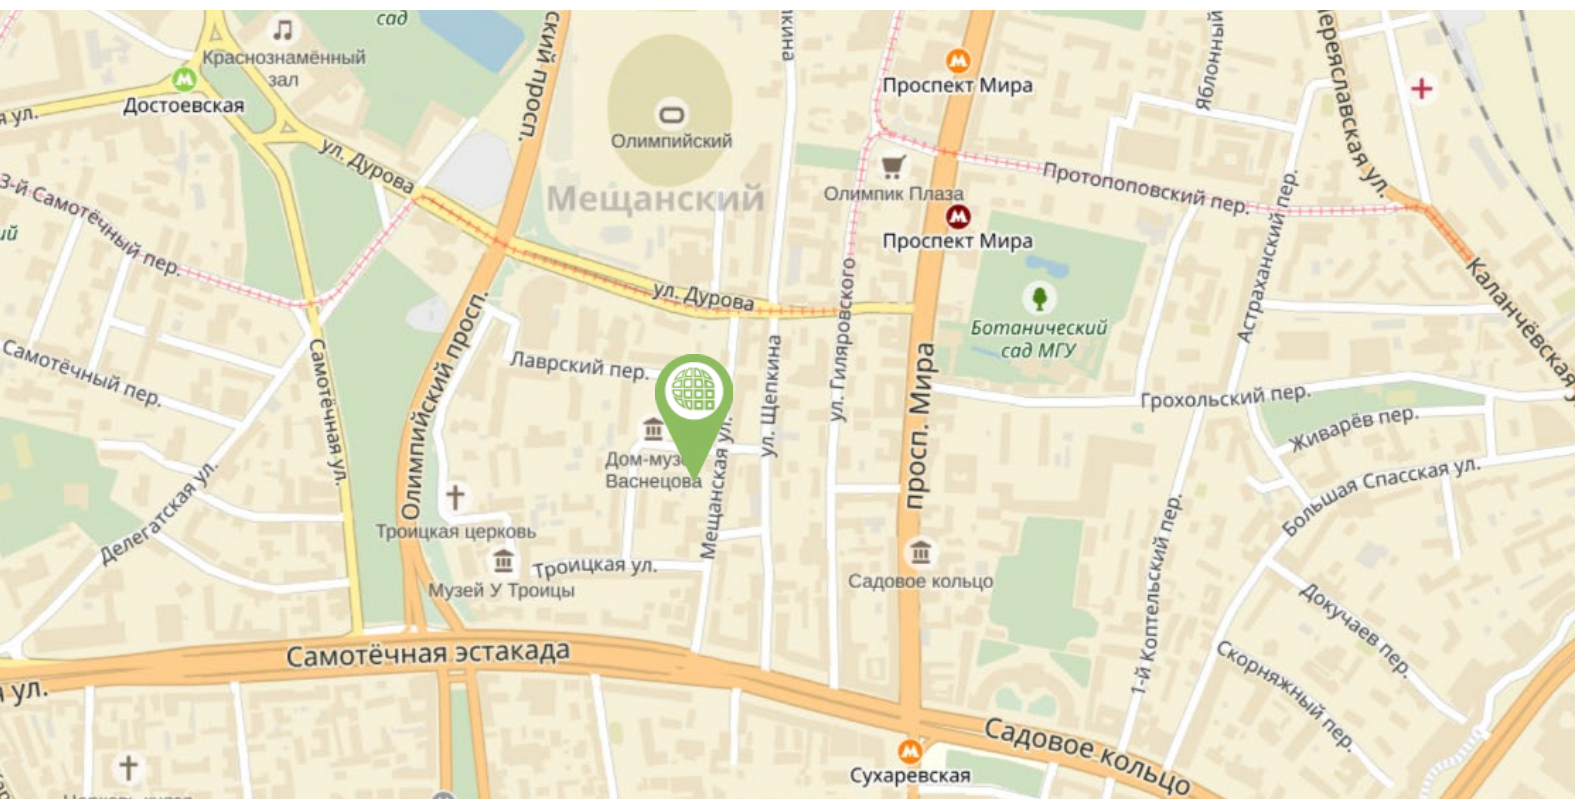 сад
Краснознамённый
зал
Достоевская
я ул.
ский просп.
Олимпийский
Мещанский
кина
Проспект Мира
Олимпик Плаза
Проспект Мира
Яблонный
Переяславская ул.
Протопоповский пер.
ул. Дурова
3-й Самотёчный пер.
ий
ул. Дурова
ул. Гиляровского
просп. Мира
Ботанический
сад МГУ
Астраханский пер.
Каланчёвская у
Самотёчный пер.
Самотёчная ул.
Олимпийский просп.
Лаврский пер.
ул. Щепкина
Грохольский пер.
Живарёв пер.
Большая Спасская ул.
Дом-музе
Васнецова
Мещанская ул.
Делегатская ул.
Троицкая церковь
Музей У Троицы
Троицкая ул.
Садовое кольцо
1-й Коптельский пер.
Докучаев пер.
Скорняжный пер.
Самотёчная эстакада
я ул.
Садовое кольцо
Сухаревская